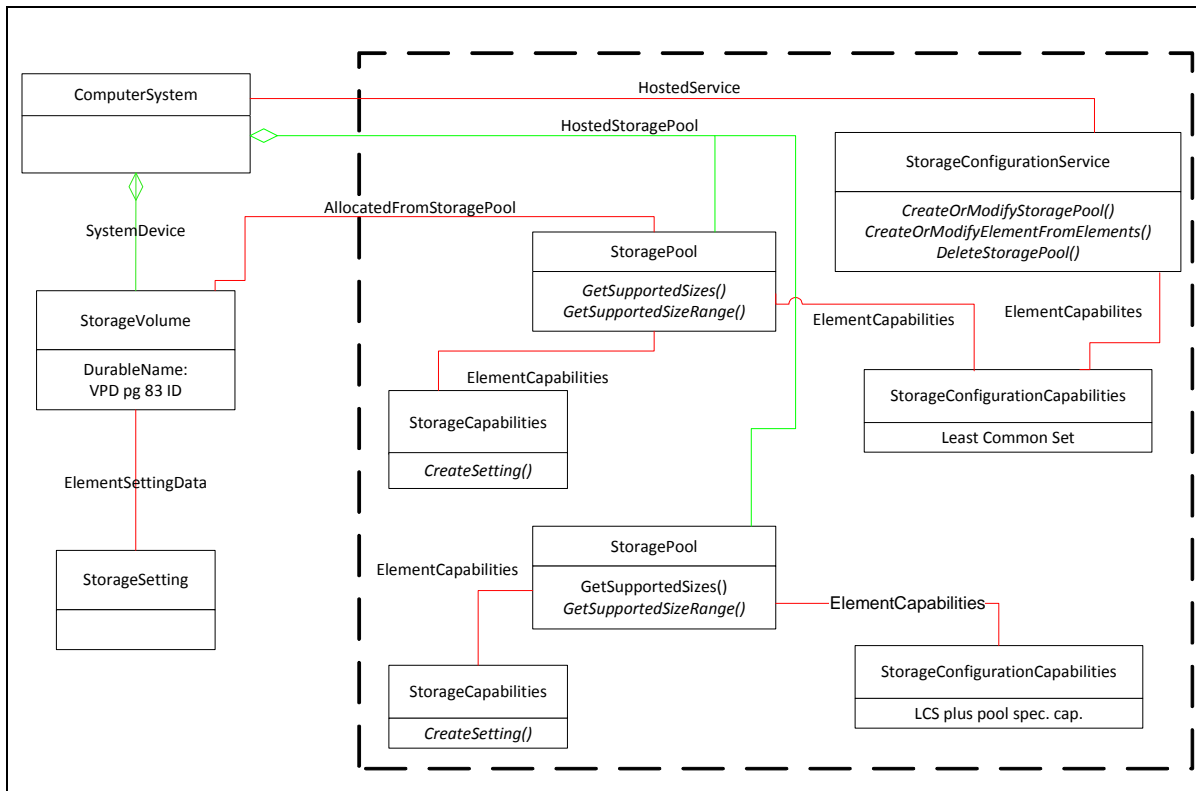 ComputerSystem
HostedService
HostedStoragePool
StorageConfigurationService
CreateOrModifyStoragePool()
CreateOrModifyElementFromElements()
DeleteStoragePool()
AllocatedFromStoragePool
SystemDevice
StoragePool
GetSupportedSizes()
GetSupportedSizeRange()
StorageVolume
DurableName:
VPD pg 83 ID
ElementCapabilities
ElementCapabilites
ElementCapabilities
StorageCapabilities
CreateSetting()
StorageConfigurationCapabilities
Least Common Set
ElementSettingData
StorageSetting
StoragePool
GetSupportedSizes()
GetSupportedSizeRange()
ElementCapabilities
ElementCapabilities
StorageCapabilities
CreateSetting()
StorageConfigurationCapabilities
LCS plus pool spec. cap.